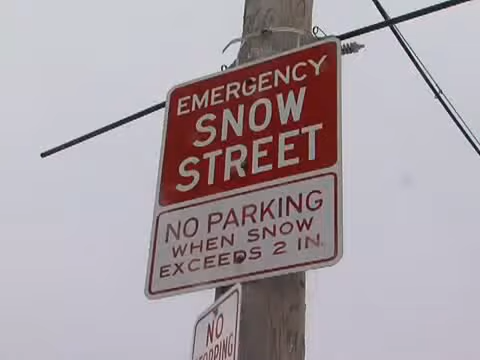 EMERGENCY
SNOW
STREET
NO PARKING
WHEN SNOW
EXCEEDS 2 IN.
NO